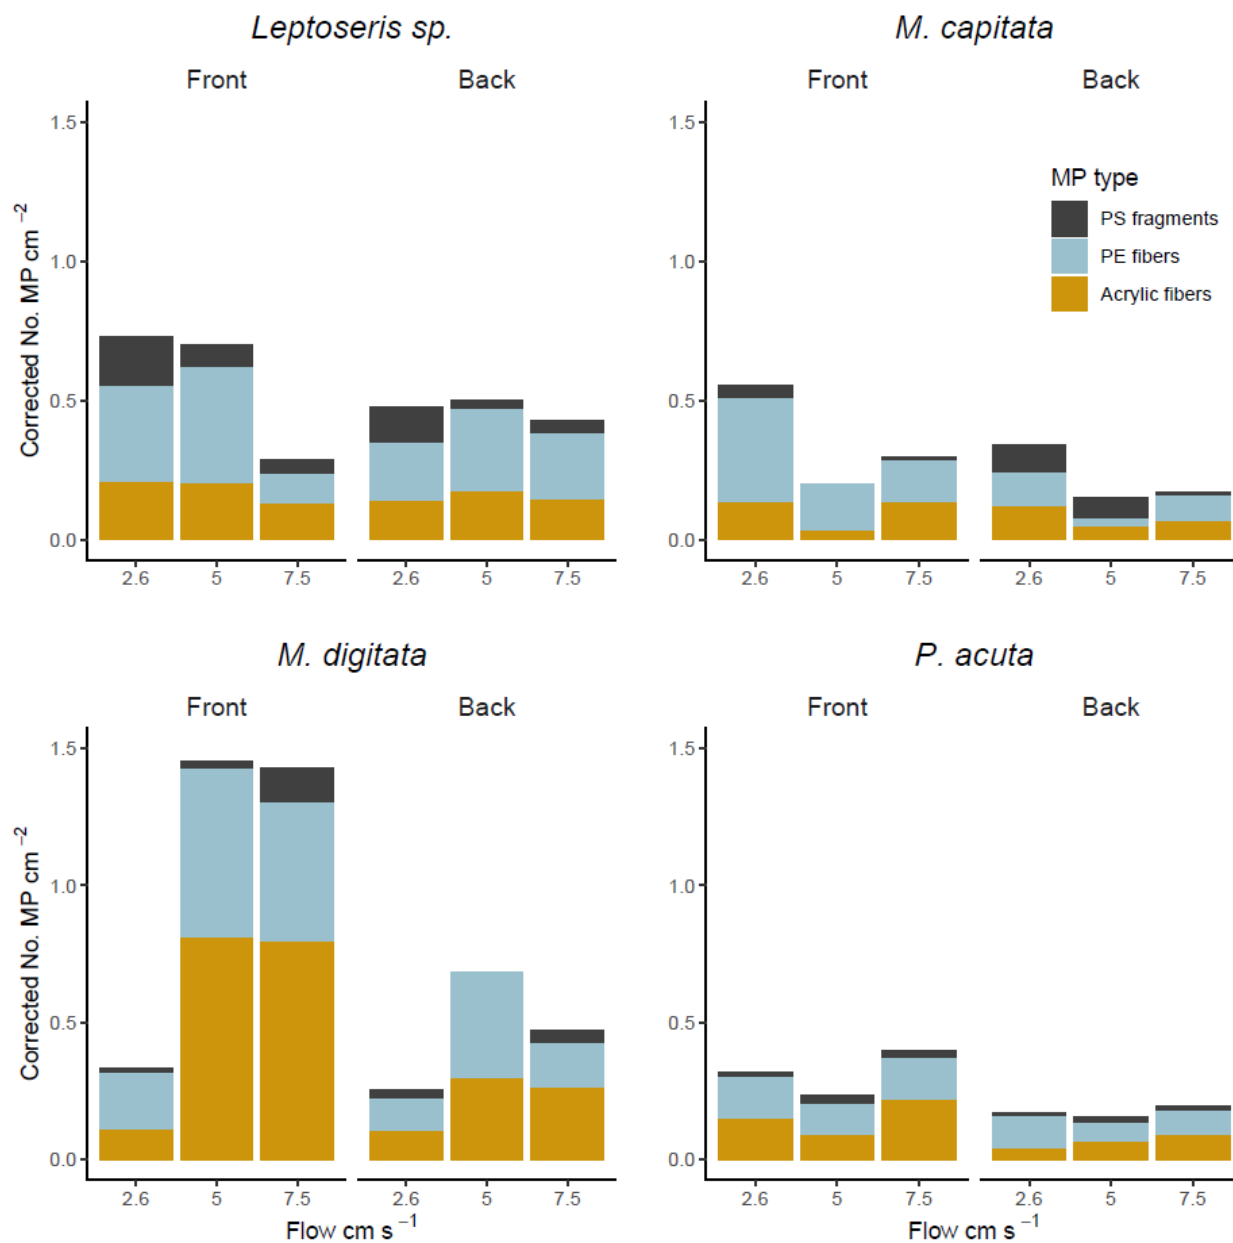 Leptoseris sp.
M. capitata
Front
Back
Front
Back
Corrected No. MP cm ⁻²
1.5
1.0
0.5
0.0
2.6
5
7.5
2.6
5
7.5
1.5
1.0
0.5
0.0
MP type
PS fragments
PE fibers
Acrylic fibers
2.6
5
7.5
2.6
5
7.5
M. digitata
P. acuta
Front
Back
Front
Back
Corrected No. MP cm ⁻²
1.5
1.0
0.5
0.0
2.6
5
7.5
2.6
5
7.5
Flow cm s ⁻¹
1.5
1.0
0.5
0.0
2.6
5
7.5
2.6
5
7.5
Flow cm s ⁻¹